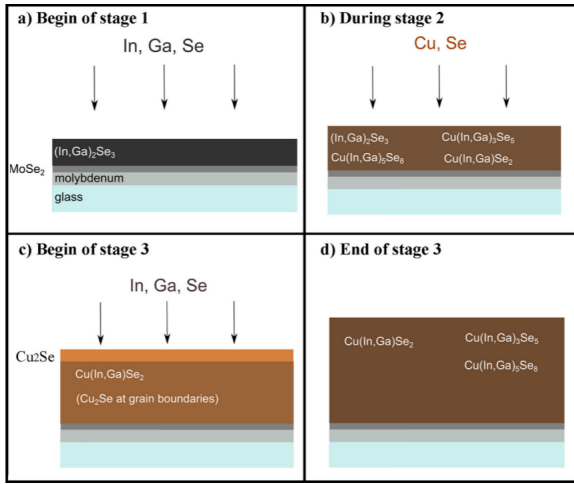 a) Begin of stage 1
In, Ga, Se
(In,Ga)₂Se₃
MoSe₂
molybdenum
glass
b) During stage 2
Cu, Se
(In,Ga)₂Se₃ Cu(In,Ga)₃Se₅
Cu(In,Ga)₅Se₈ Cu(In,Ga)Se₂
c) Begin of stage 3
In, Ga, Se
Cu₂Se
Cu(In,Ga)Se₂
(Cu₂Se at grain boundaries)
d) End of stage 3
Cu(In,Ga)Se₂ Cu(In,Ga)₃Se₅
Cu(In,Ga)₅Se₈